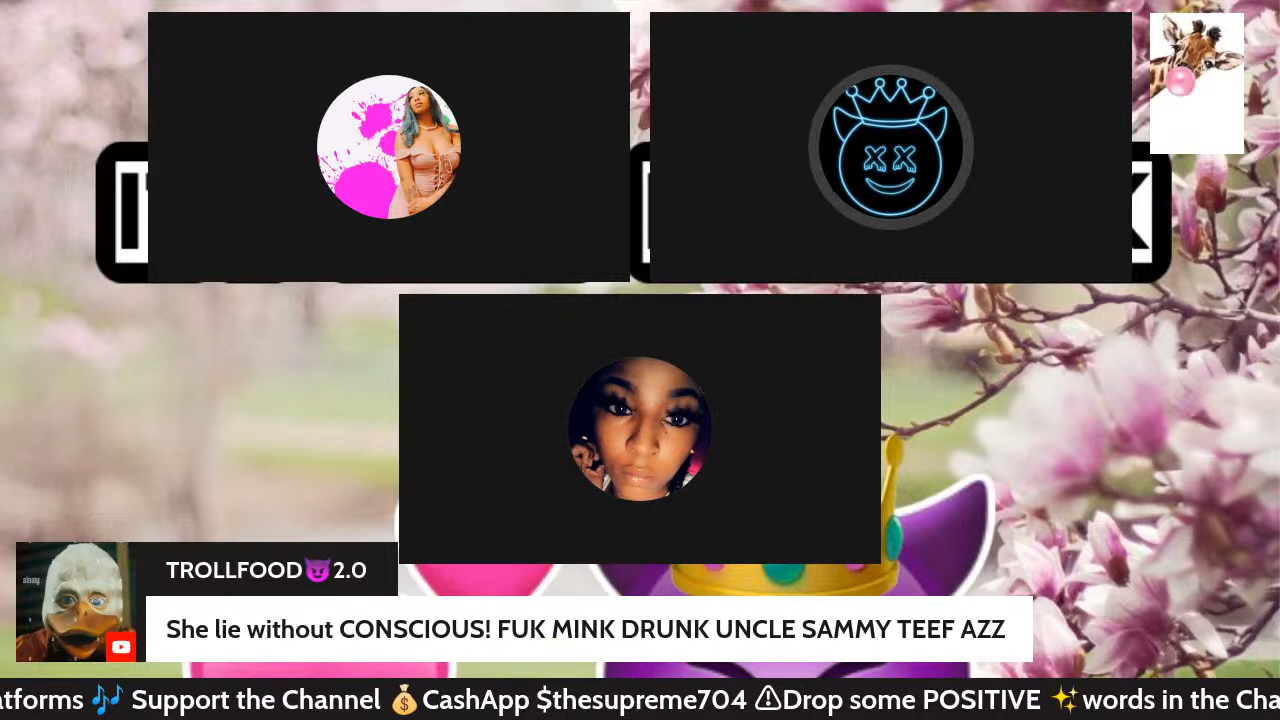 TROLLFOOD😈2.0
She lie without CONSCIOUS! FUK MINK DRUNK UNCLE SAMMY TEEF AZZ
atforms 🎶 Support the Channel 💰CashApp $thesupreme704 ⚠Drop some POSITIVE ✨words in the Cha